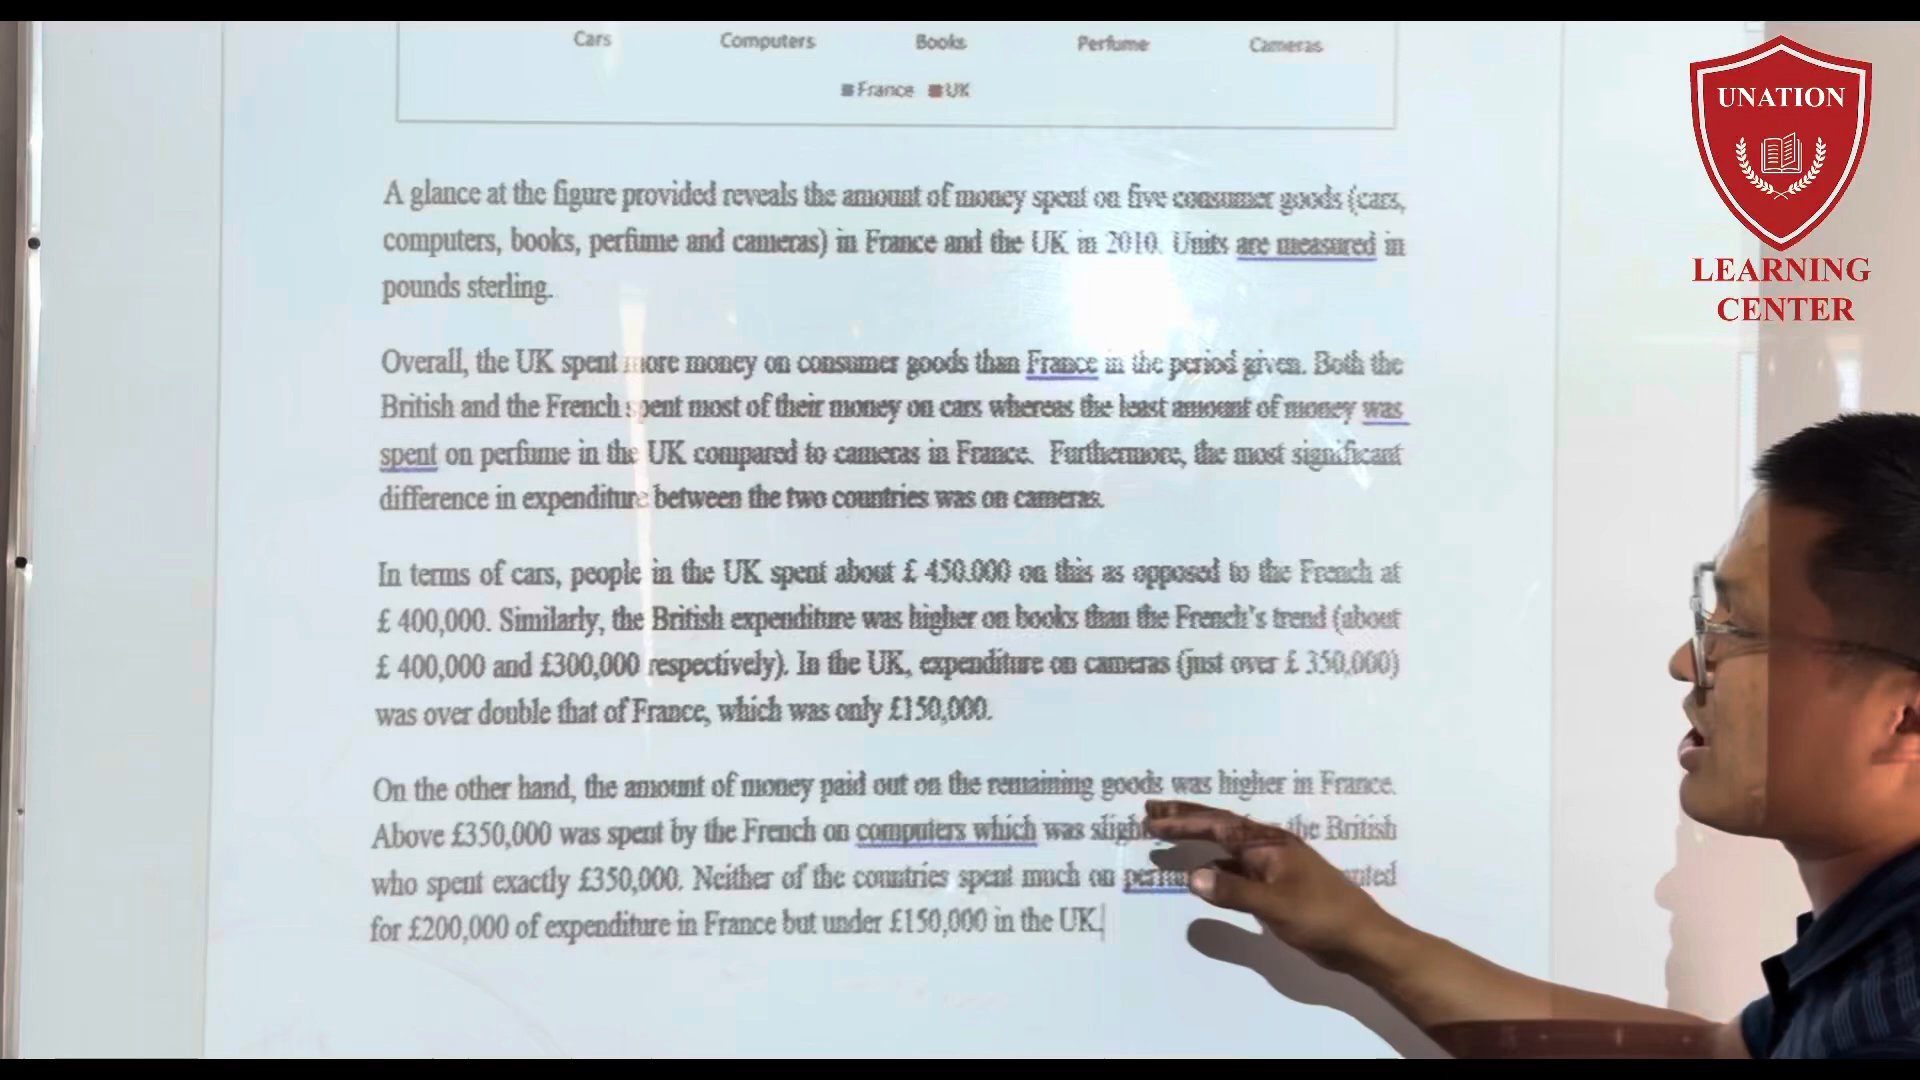 Cars Computers Books Perfume Cameras
France UK
UNATION
LEARNING
CENTER
A glance at the figure provided reveals the amount of money spent on five consumer goods (cars,
computers, books, perfume and cameras) in France and the UK in 2010. Units are measured in
pounds sterling.
Overall, the UK spent more money on consumer goods than France in the period given. Both the
British and the French spent most of their money on cars whereas the least amount of money was
spent on perfume in the UK compared to cameras in France. Furthermore, the most significant
difference in expenditure between the two countries was on cameras.
In terms of cars, people in the UK spent about £ 450.000 on this as opposed to the French at
£ 400,000. Similarly, the British expenditure was higher on books than the French's trend (about
£ 400,000 and £300,000 respectively). In the UK, expenditure on cameras (just over £ 350,000)
was over double that of France, which was only £150,000.
On the other hand, the amount of money paid out on the remaining goods was higher in France.
Above £350,000 was spent by the French on computers which was the British
who spent exactly £350,000. Neither of the countries spent much on
for £200,000 of expenditure in France but under £150,000 in the UK.